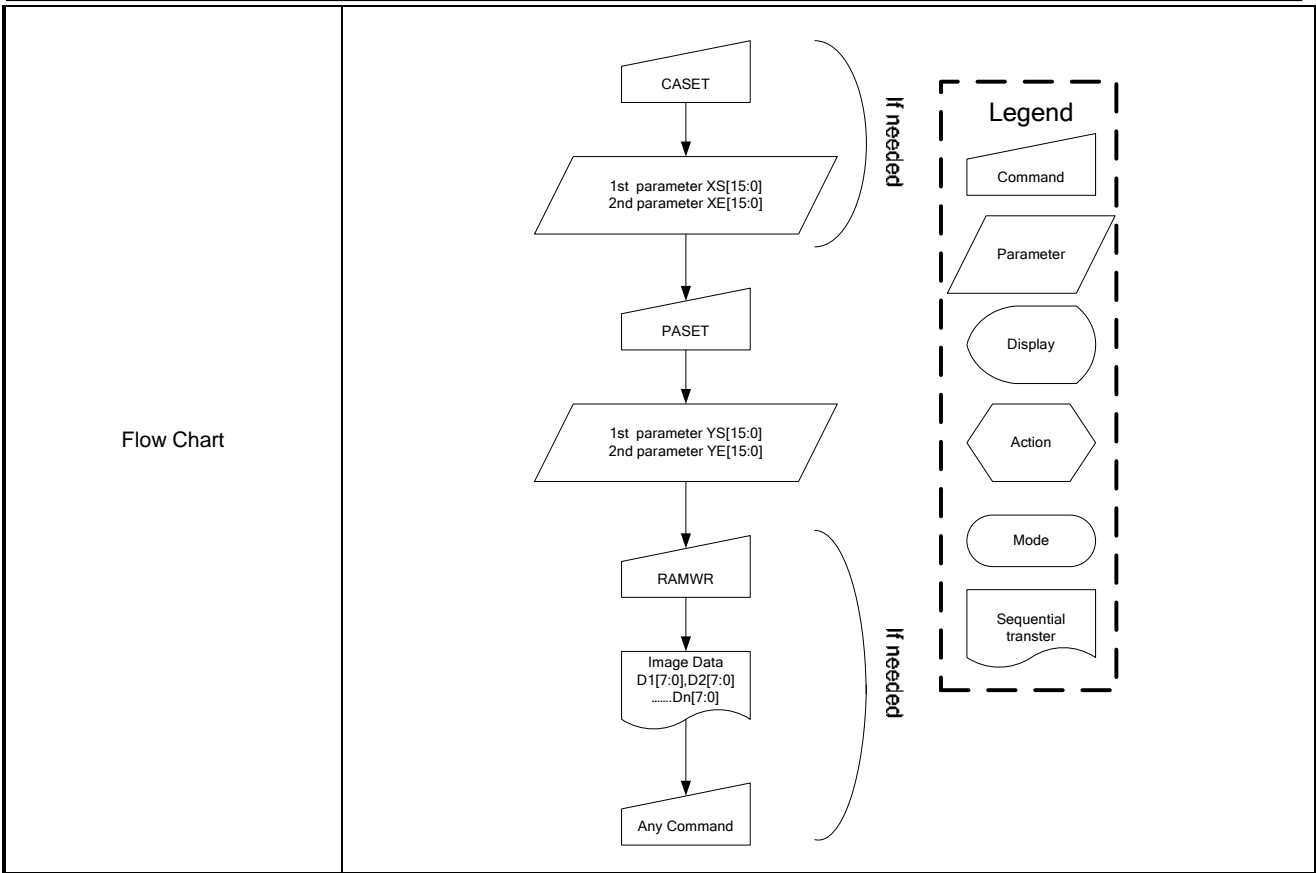 Flow Chart
CASET
1st parameter XS[15:0]
2nd parameter XE[15:0]
If needed
PASET
1st parameter YS[15:0]
2nd parameter YE[15:0]
RAMWR
Image Data
D1[7:0],D2[7:0]
.......Dn[7:0]
Any Command
If needed
Legend
Command
Parameter
Display
Action
Mode
Sequential
transter